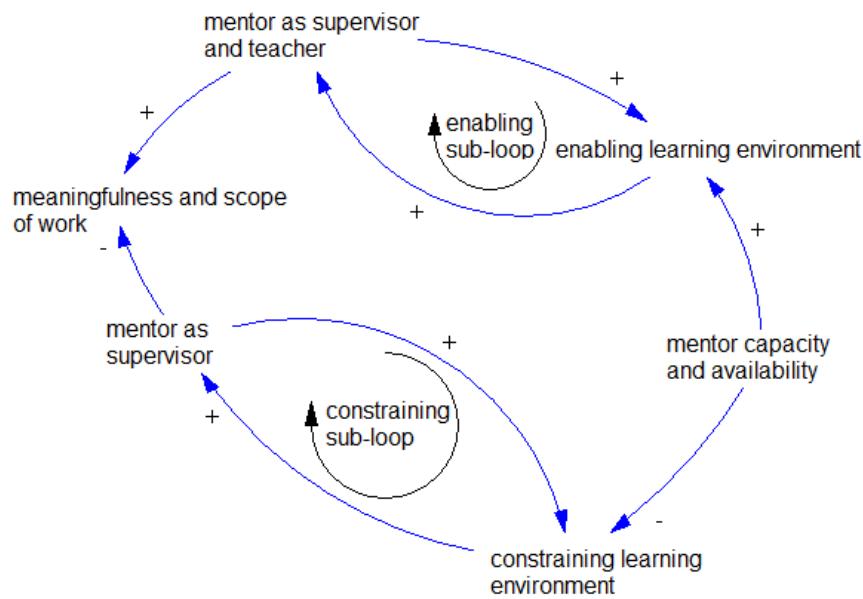 mentor as supervisor
and teacher
+
+
enabling
sub-loop
enabling learning environment
meaningfulness and scope
of work
+
+
-
mentor as
supervisor
+
mentor capacity
and availability
+
constraining
sub-loop
-
constraining learning
environment